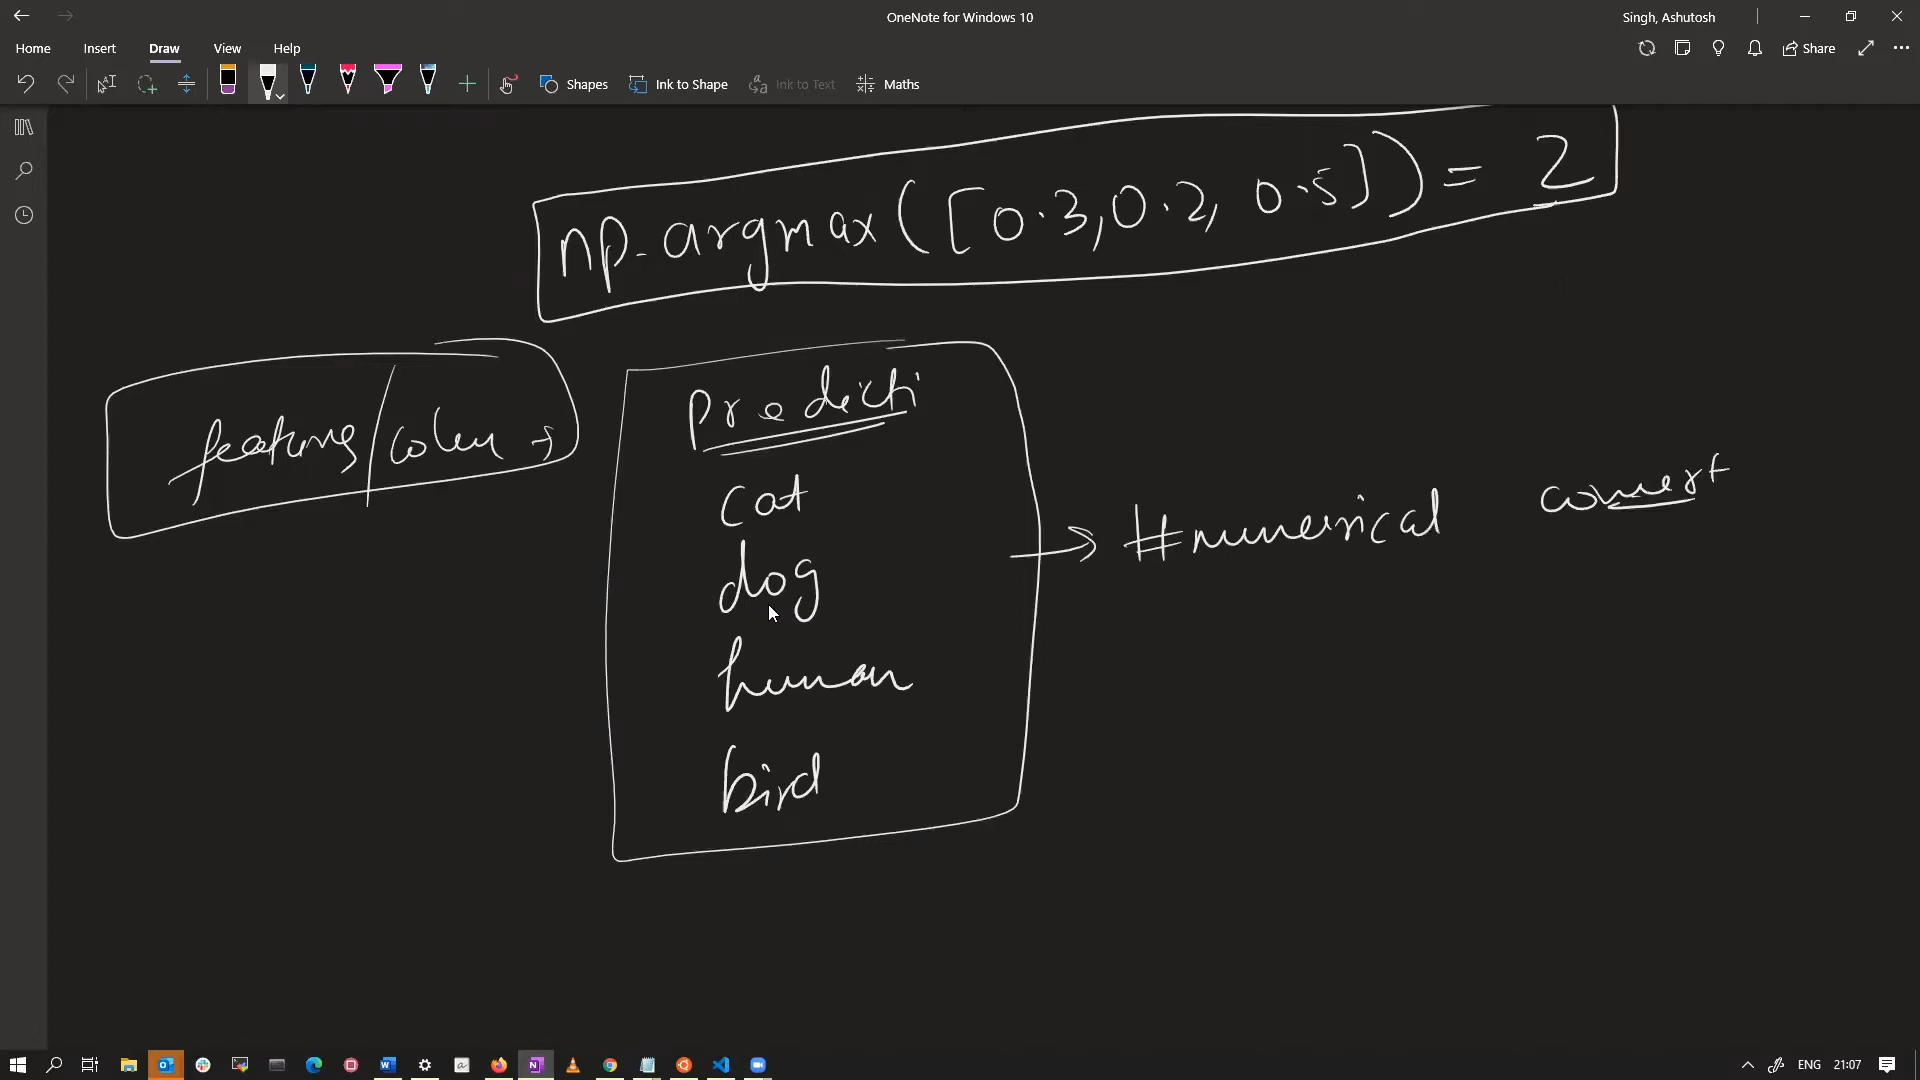 OneNote for Windows 10
Singh, Ashutosh
Home Insert Draw View Help
Share
Shapes Ink to Shape Ink to Text Maths
np.argmax([0.3,0.2, 0.5]) = 2
Predicti
cat
dog
human
bird
#numerical
convert
ENG 21:07